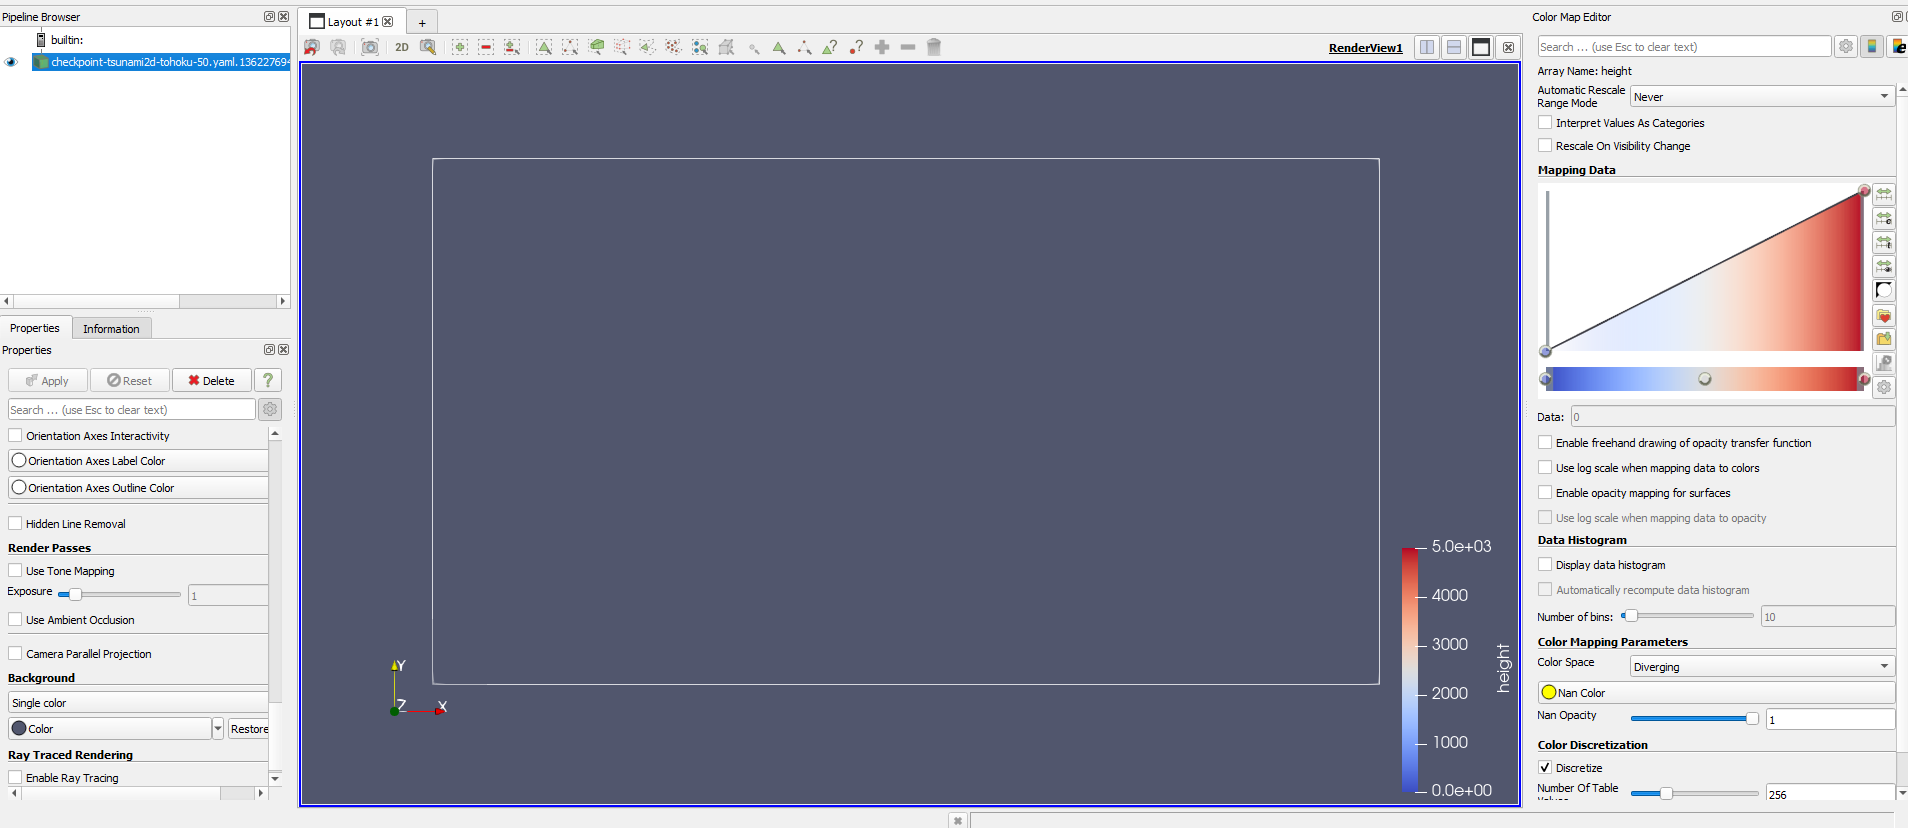 Pipeline Browser
builtin:
checkpoint-tsunami2d-tohoku-50.yaml.136227694
Properties
Information
Properties
Apply
Reset
Delete
?
Search ... (use Esc to clear text)
Orientation Axes Interactivity
Orientation Axes Label Color
Orientation Axes Outline Color
Hidden Line Removal
Render Passes
Use Tone Mapping
Exposure
1
Use Ambient Occlusion
Camera Parallel Projection
Background
Single color
Color
Restore
Ray Traced Rendering
Enable Ray Tracing
Layout #1
+
2D
RenderView1
Y
Z
X
5.0e+03
4000
3000
2000
1000
0.0e+00
height
Color Map Editor
Search ... (use Esc to clear text)
Array Name: height
Automatic Rescale
Range Mode
Never
Interpret Values As Categories
Rescale On Visibility Change
Mapping Data
Data:
0
Enable freehand drawing of opacity transfer function
Use log scale when mapping data to colors
Enable opacity mapping for surfaces
Use log scale when mapping data to opacity
Data Histogram
Display data histogram
Automatically recompute data histogram
Number of bins:
10
Color Mapping Parameters
Color Space
Diverging
Nan Color
Nan Opacity
1
Color Discretization
Discretize
Number Of Table
Values
256